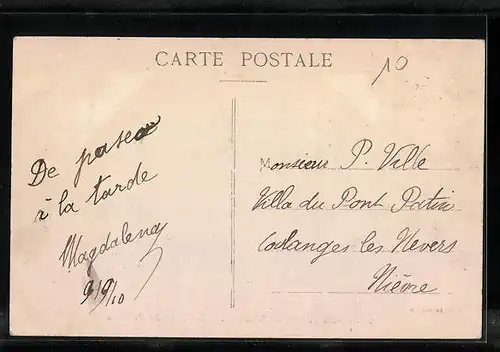 CARTE POSTALE
10
De paseo
à la tarde
Magdalena
9/9/10
Monsieur P. Ville
Villa du Pont Patin
Coulanges les Nevers
Nièvre